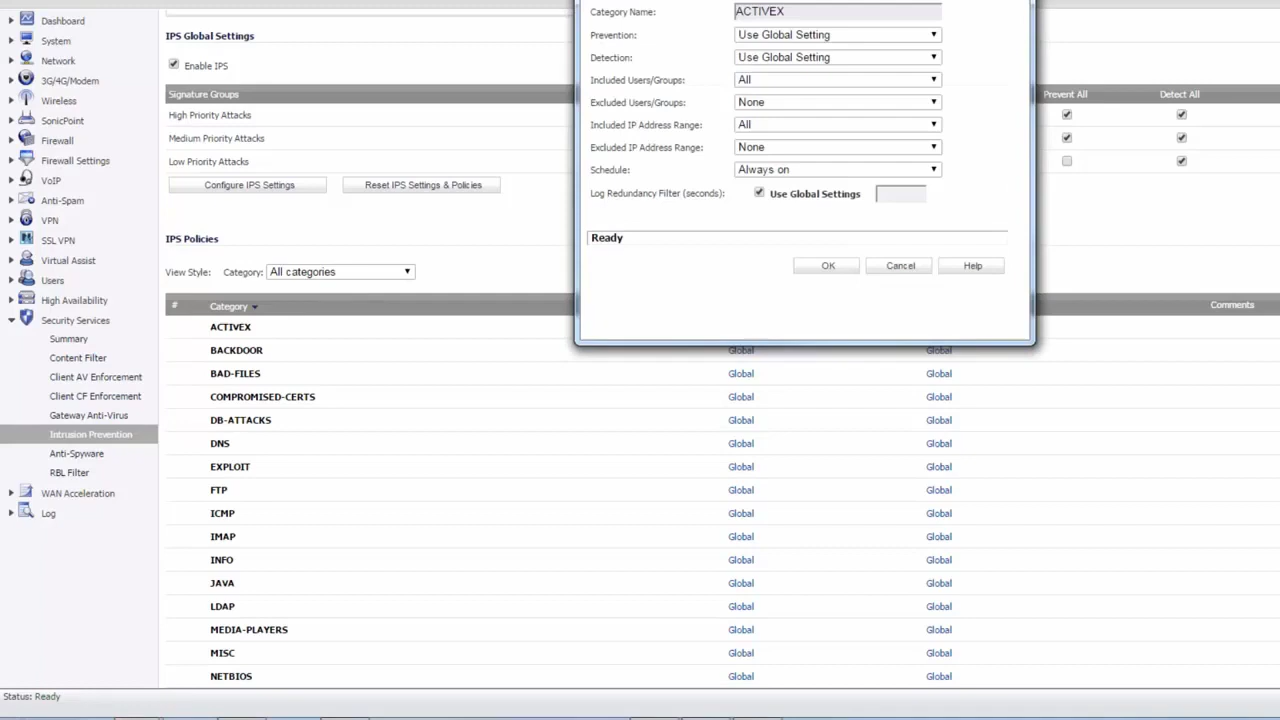 Dashboard
System
Network
3G/4G/Modem
Wireless
SonicPoint
Firewall
Firewall Settings
VoIP
Anti-Spam
VPN
SSL VPN
Virtual Assist
Users
High Availability
Security Services
Summary
Content Filter
Client AV Enforcement
Client CF Enforcement
Gateway Anti-Virus
Intrusion Prevention
Anti-Spyware
RBL Filter
WAN Acceleration
Log
IPS Global Settings
Enable IPS
Signature Groups Prevent All Detect All
High Priority Attacks
Medium Priority Attacks
Low Priority Attacks
Configure IPS Settings Reset IPS Settings & Policies
IPS Policies
View Style: Category: All categories
# Category Comments
ACTIVEX
BACKDOOR Global Global
BAD-FILES Global Global
COMPROMISED-CERTS Global Global
DB-ATTACKS Global Global
DNS Global Global
EXPLOIT Global Global
FTP Global Global
ICMP Global Global
IMAP Global Global
INFO Global Global
JAVA Global Global
LDAP Global Global
MEDIA-PLAYERS Global Global
MISC Global Global
NETBIOS Global Global
Category Name: ACTIVEX
Prevention: Use Global Setting
Detection: Use Global Setting
Included Users/Groups: All
Excluded Users/Groups: None
Included IP Address Range: All
Excluded IP Address Range: None
Schedule: Always on
Log Redundancy Filter (seconds): Use Global Settings
Ready
OK Cancel Help
Status: Ready